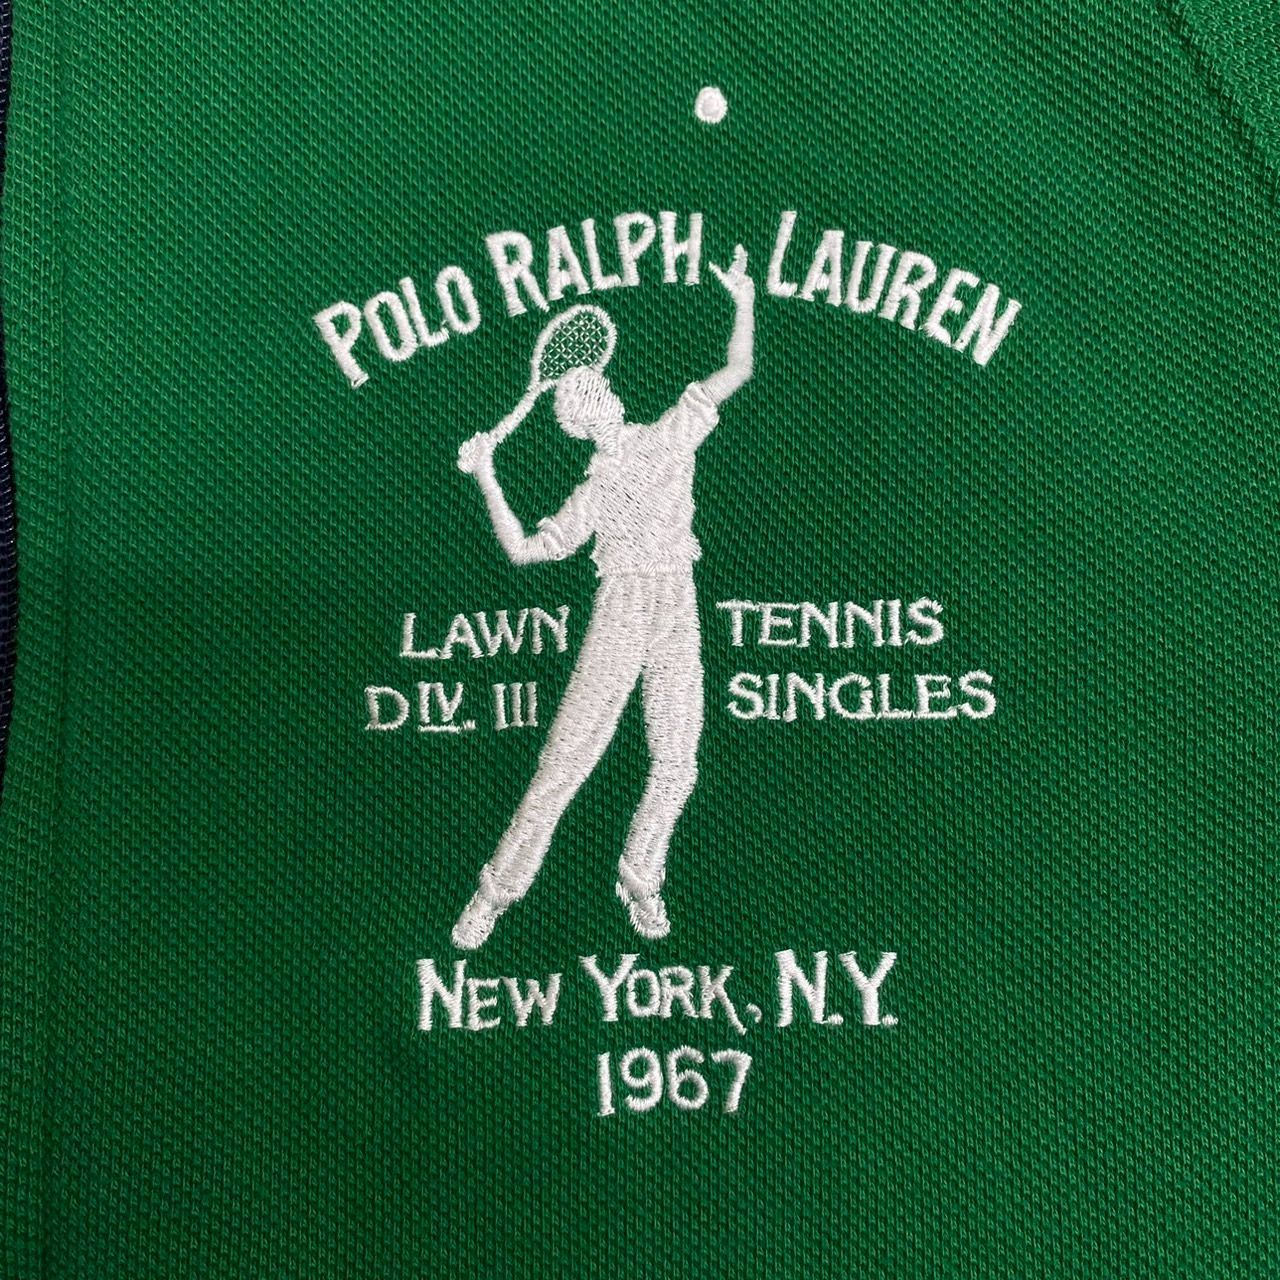 POLO RALPH LAUREN
LAWN TENNIS
DIV. III SINGLES
NEW YORK, N.Y.
1967